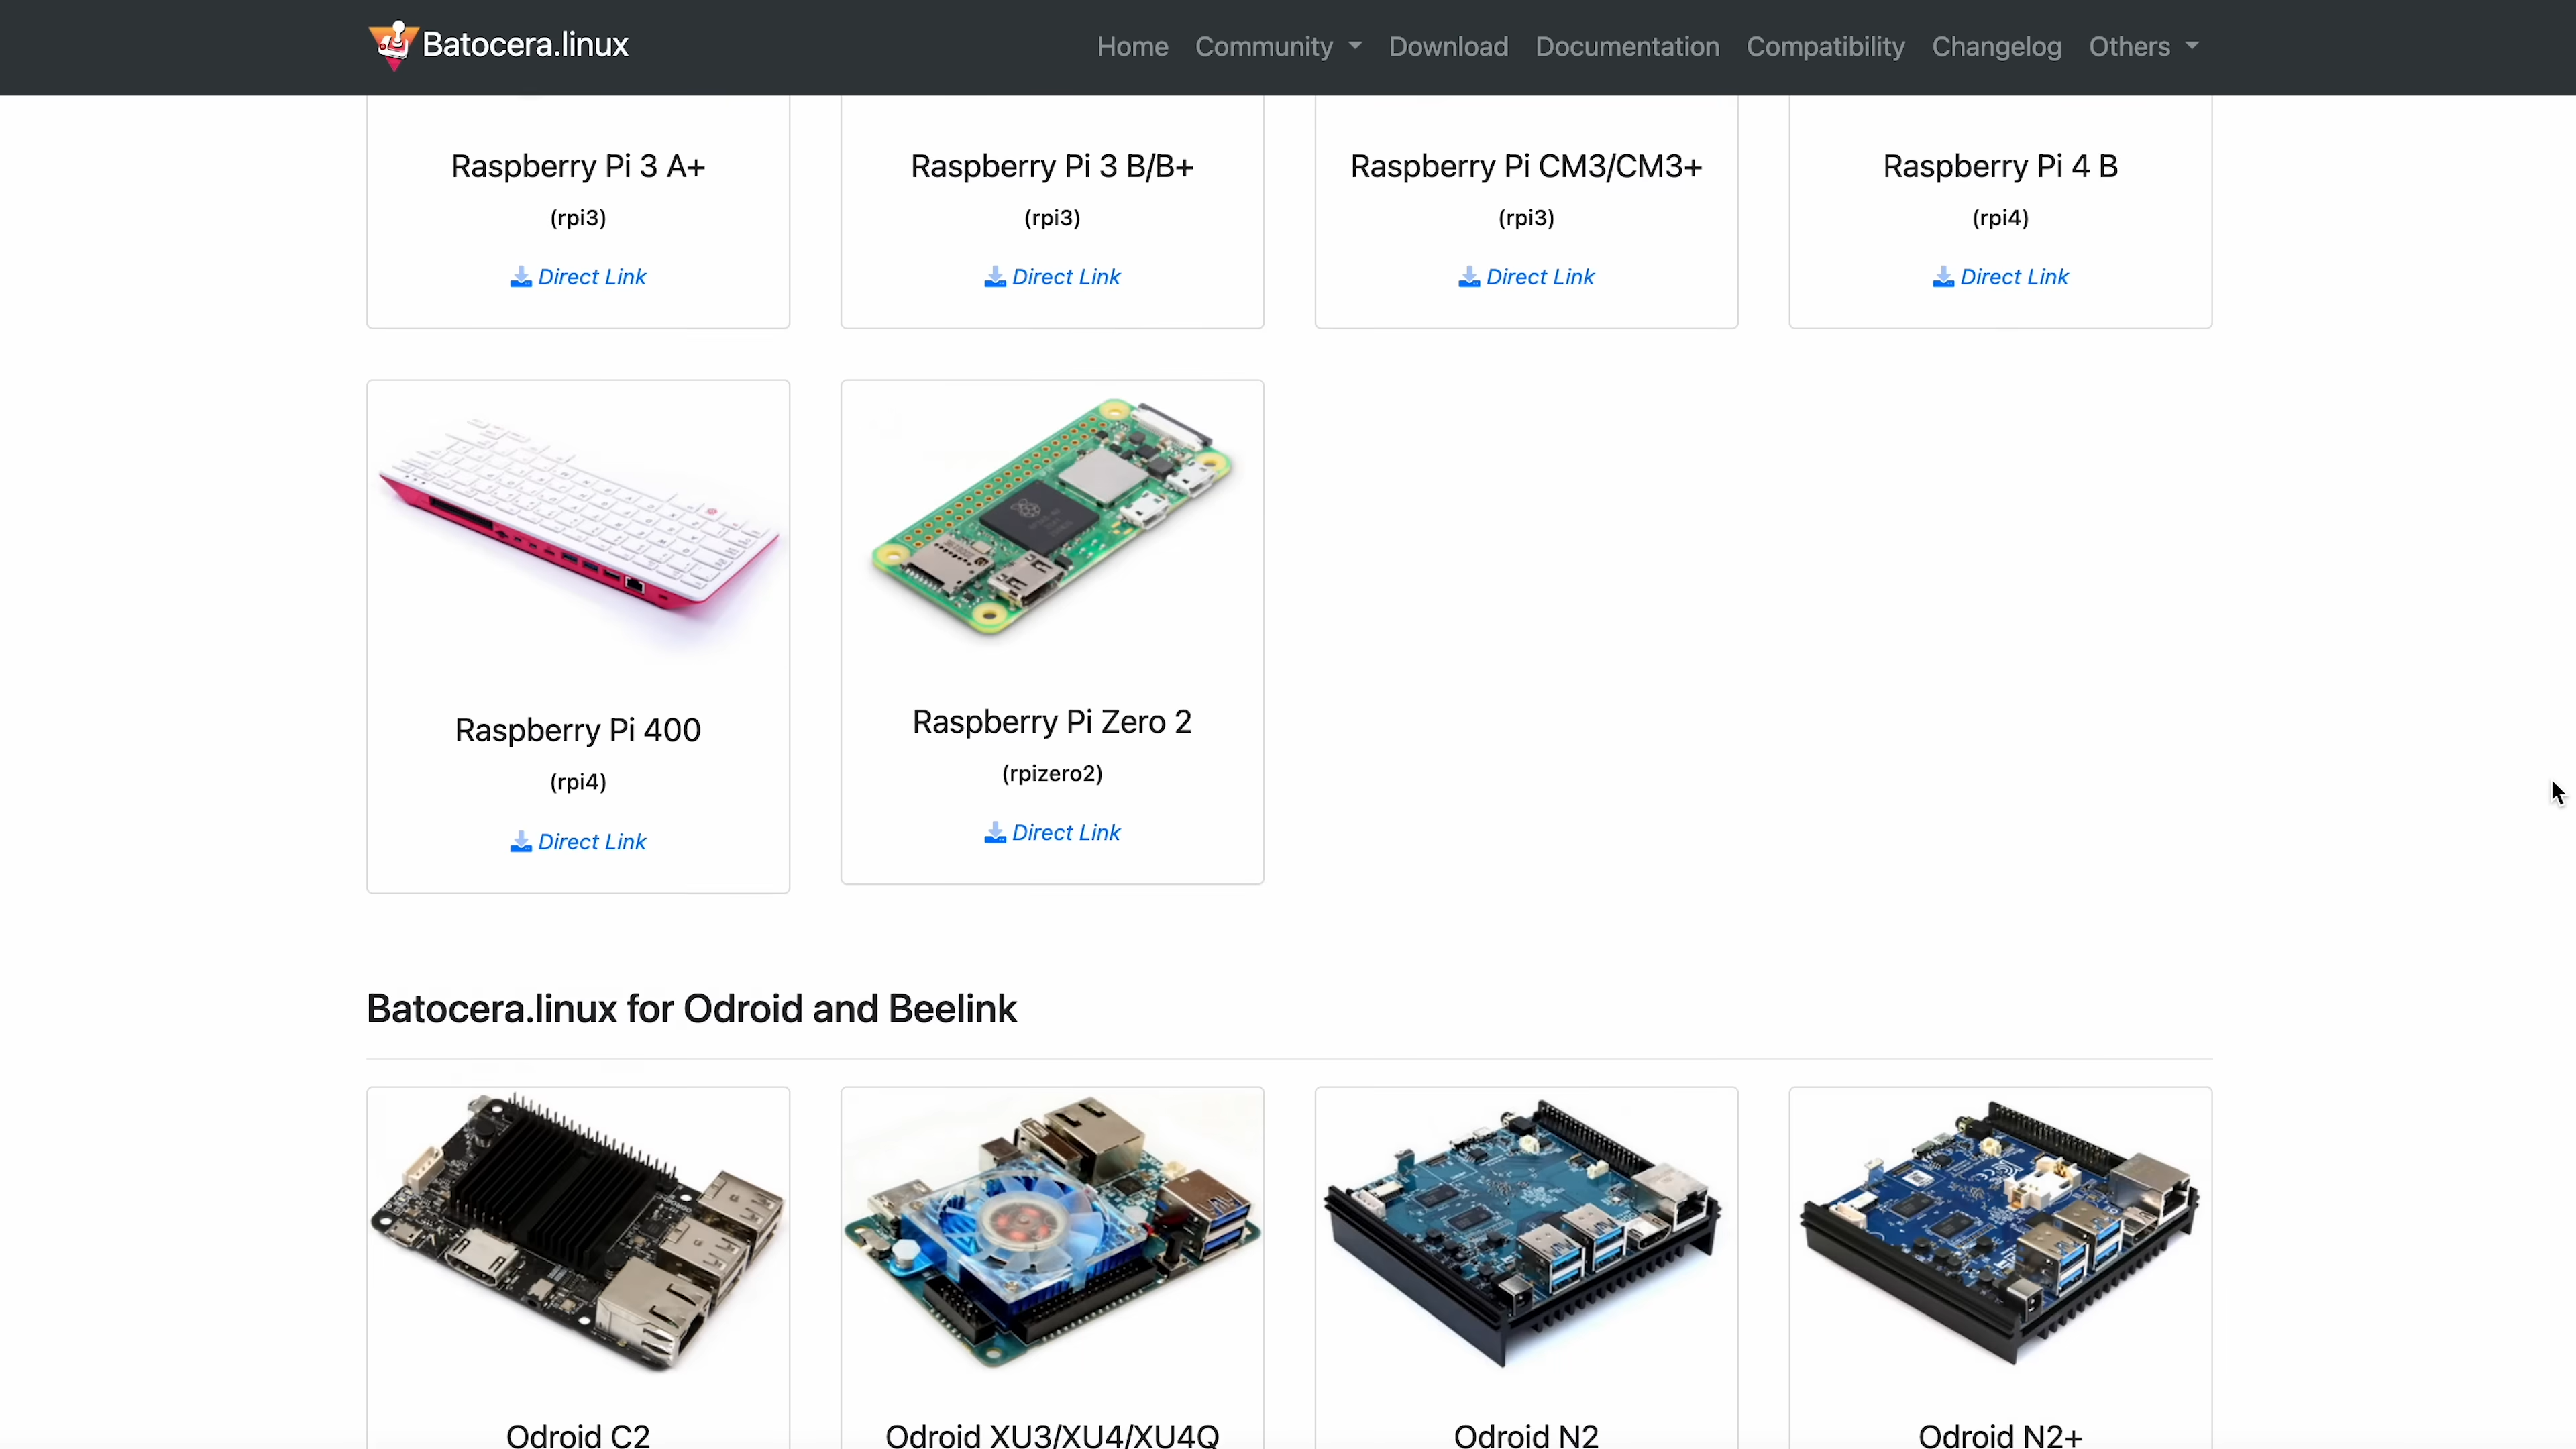 Batocera.linux
Home Community Download Documentation Compatibility Changelog Others
Raspberry Pi 3 A+
(rpi3)
Direct Link
Raspberry Pi 3 B/B+
(rpi3)
Direct Link
Raspberry Pi CM3/CM3+
(rpi3)
Direct Link
Raspberry Pi 4 B
(rpi4)
Direct Link
Raspberry Pi 400
(rpi4)
Direct Link
Raspberry Pi Zero 2
(rpizero2)
Direct Link
Batocera.linux for Odroid and Beelink
Odroid C2
Odroid XU3/XU4/XU4Q
Odroid N2
Odroid N2+